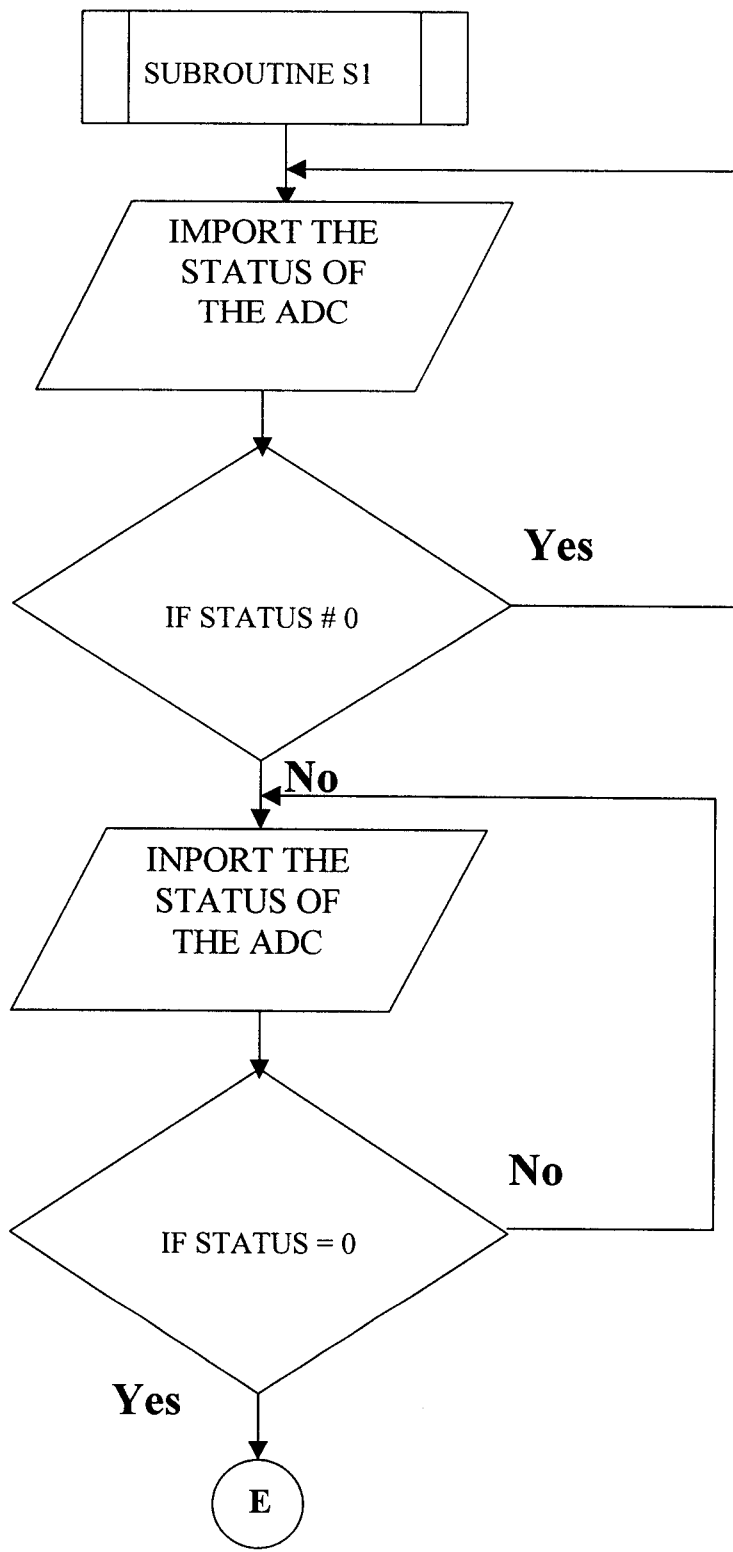 SUBROUTINE S1
IMPORT THE
STATUS OF
THE ADC
Yes
IF STATUS # 0
No
INPORT THE
STATUS OF
THE ADC
No
IF STATUS = 0
Yes
E